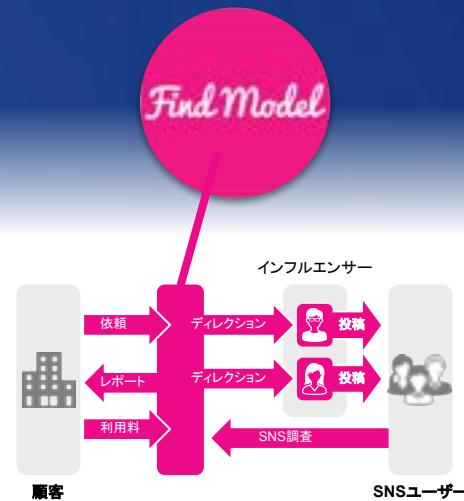 Find Model
インフルエンサー
依頼
ディレクション
投稿
レポート
ディレクション
投稿
利用料
SNS調査
顧客
SNSユーザー